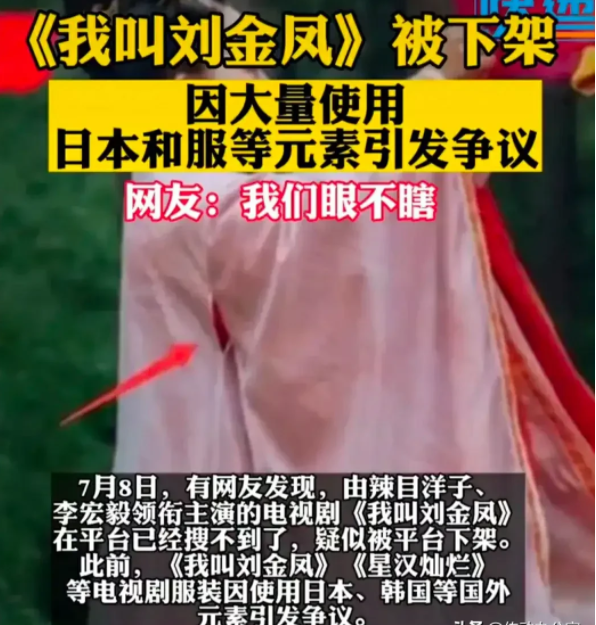 《我叫刘金凤》被下架
因大量使用
日本和服等元素引发争议
网友：我们眼不瞎
7月8日，有网友发现，由辣目洋子、
李宏毅领衔主演的电视剧《我叫刘金凤》
在平台已经搜不到了，疑似被平台下架。
此前，《我叫刘金凤》《星汉灿烂》
等电视剧服装因使用日本、韩国等国外
元素引发争议。